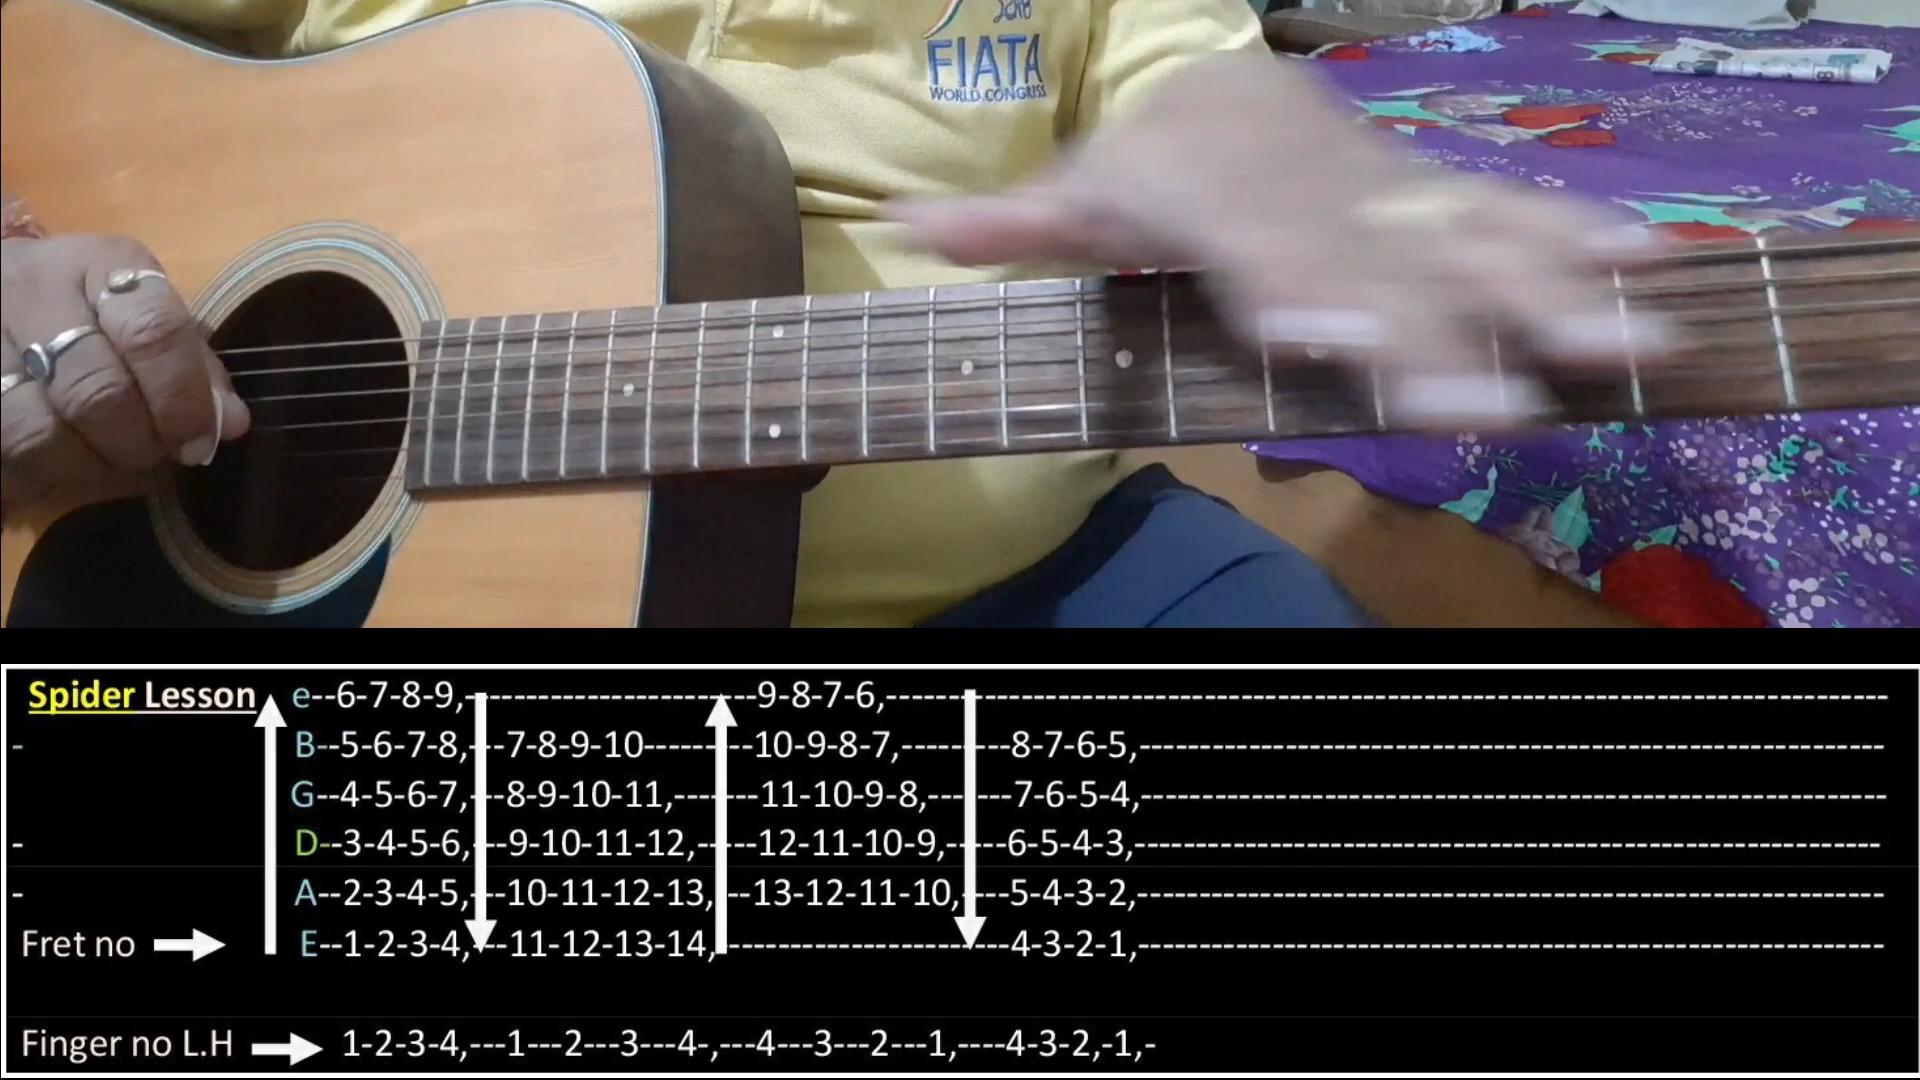 2018
FIATA
WORLD CONGRESS
Spider Lesson e--6-7-8-9,-----------------------9-8-7-6,----------------------------------------------------------------------
- B--5-6-7-8,---7-8-9-10---------10-9-8-7,---------8-7-6-5,---------------------------------------------------
G--4-5-6-7,---8-9-10-11,-------11-10-9-8,-------7-6-5-4,---------------------------------------------------
- D--3-4-5-6,---9-10-11-12,-----12-11-10-9,-----6-5-4-3,---------------------------------------------------
- A--2-3-4-5,---10-11-12-13,---13-12-11-10,----5-4-3-2,---------------------------------------------------
Fret no E--1-2-3-4,---11-12-13-14,------------------------4-3-2-1,---------------------------------------------------
Finger no L.H 1-2-3-4,---1---2---3---4-,---4---3---2---1,----4-3-2,-1,-